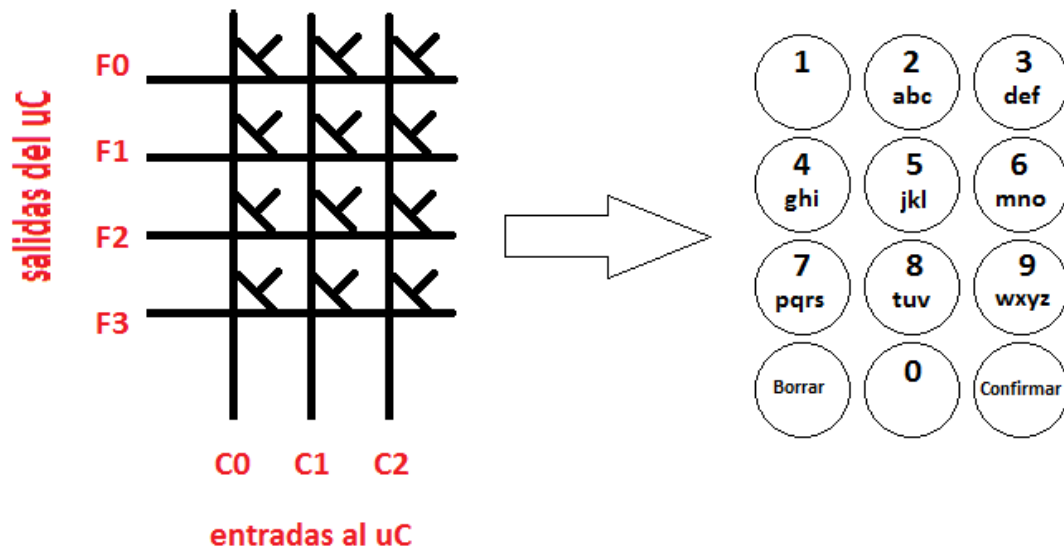 salidas del uC
F0
F1
F2
F3
C0 C1 C2
entradas al uC
1 2 3
abc def
4 5 6
ghi jkl mno
7 8 9
pqrs tuv wxyz
Borrar 0 Confirmar